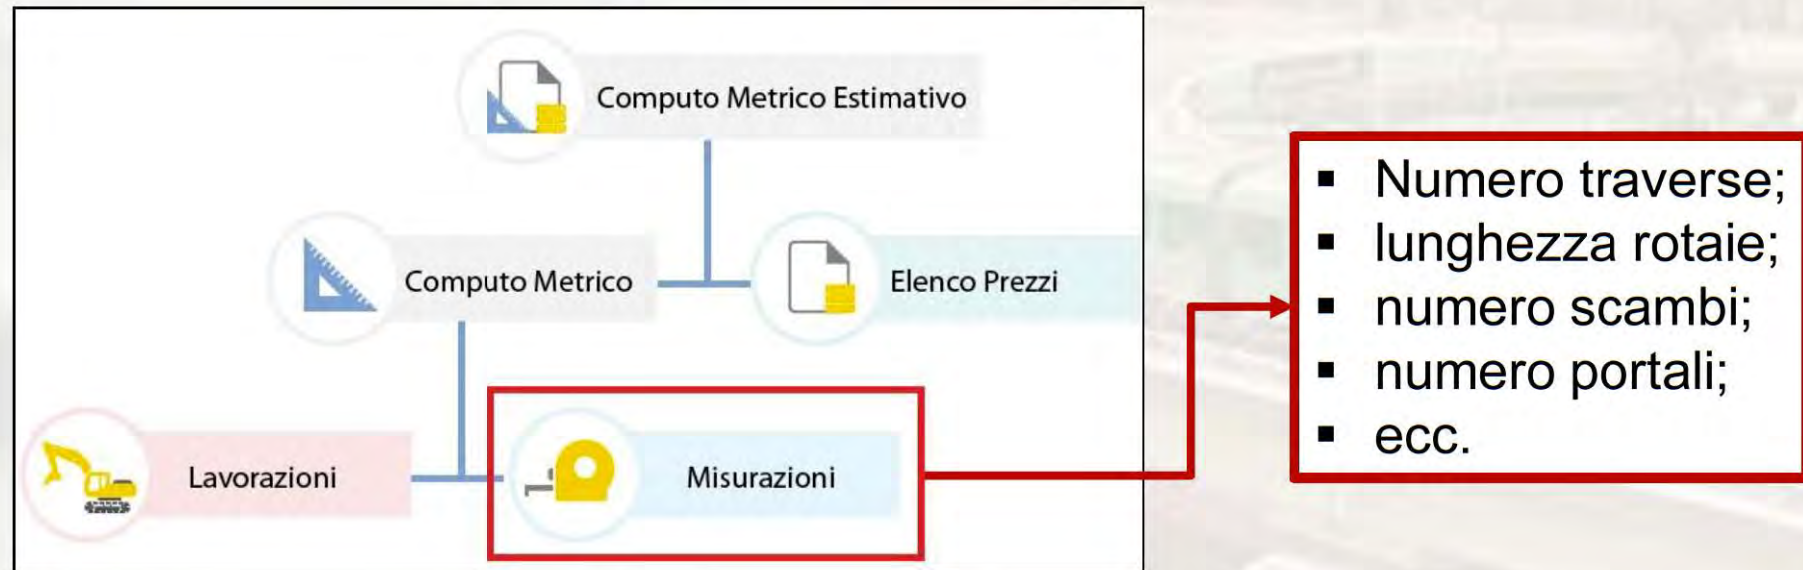 Computo Metrico Estimativo
Computo Metrico
Elenco Prezzi
Lavorazioni
Misurazioni
▪ Numero traverse;
▪ lunghezza rotaie;
▪ numero scambi;
▪ numero portali;
▪ ecc.